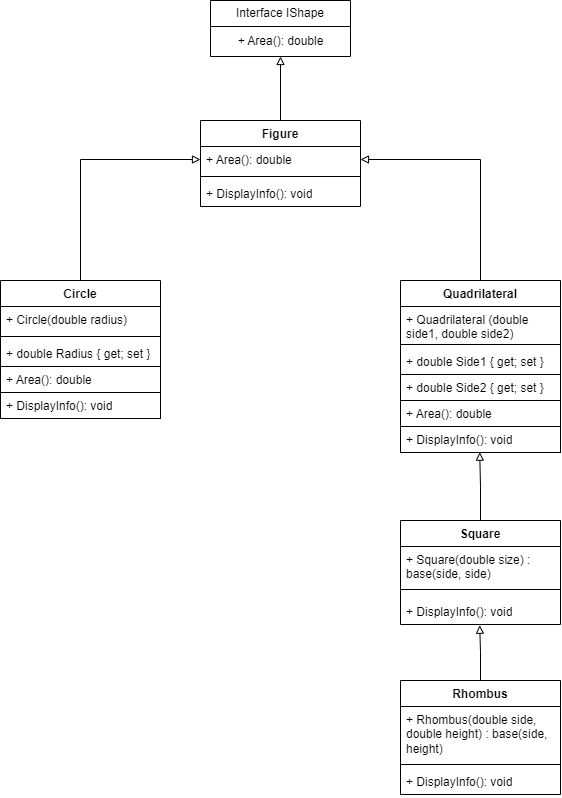 Interface IShape
+ Area(): double
Figure
+ Area(): double
+ DisplayInfo(): void
Circle
+ Circle(double radius)
+ double Radius { get; set }
+ Area(): double
+ DisplayInfo(): void
Quadrilateral
+ Quadrilateral (double
side1, double side2)
+ double Side1 { get; set }
+ double Side2 { get; set }
+ Area(): double
+ DisplayInfo(): void
Square
+ Square(double size) :
base(side, side)
+ DisplayInfo(): void
Rhombus
+ Rhombus(double side,
double height) : base(side,
height)
+ DisplayInfo(): void